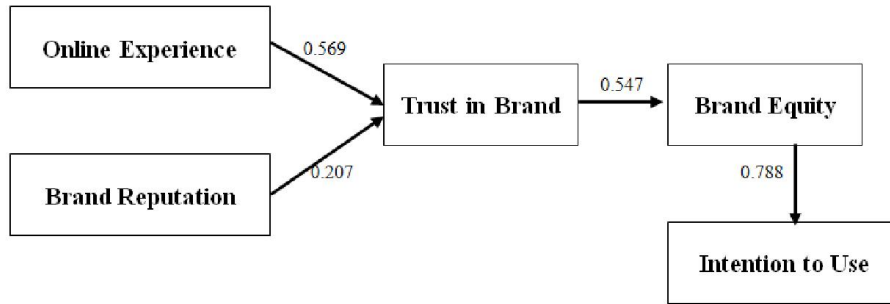 Online Experience
0.569
Trust in Brand
0.547
Brand Equity
Brand Reputation
0.207
0.788
Intention to Use